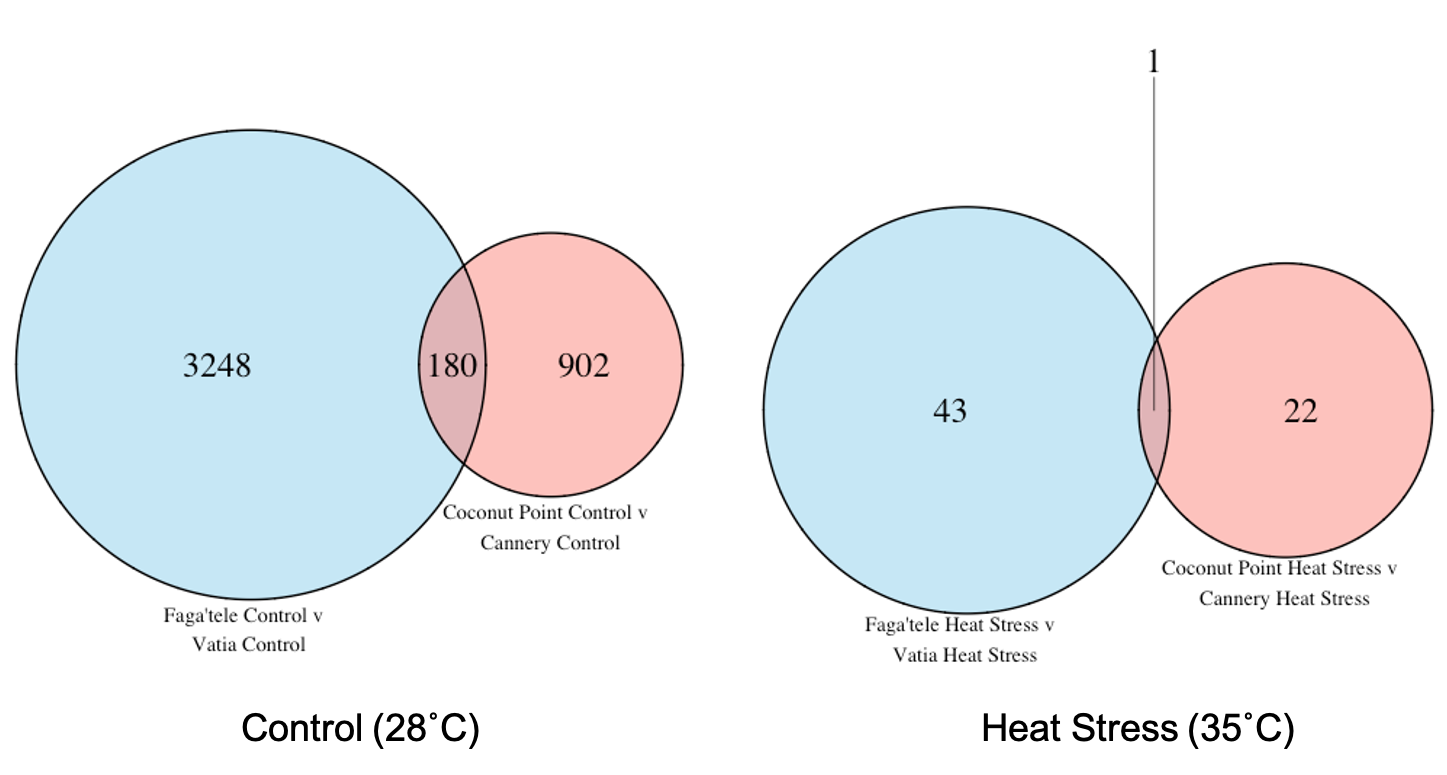 1
3248
180
902
43
22
Coconut Point Control v
Cannery Control
Faga'tele Control v
Vatia Control
Coconut Point Heat Stress v
Cannery Heat Stress
Faga'tele Heat Stress v
Vatia Heat Stress
Control (28˚C)
Heat Stress (35˚C)